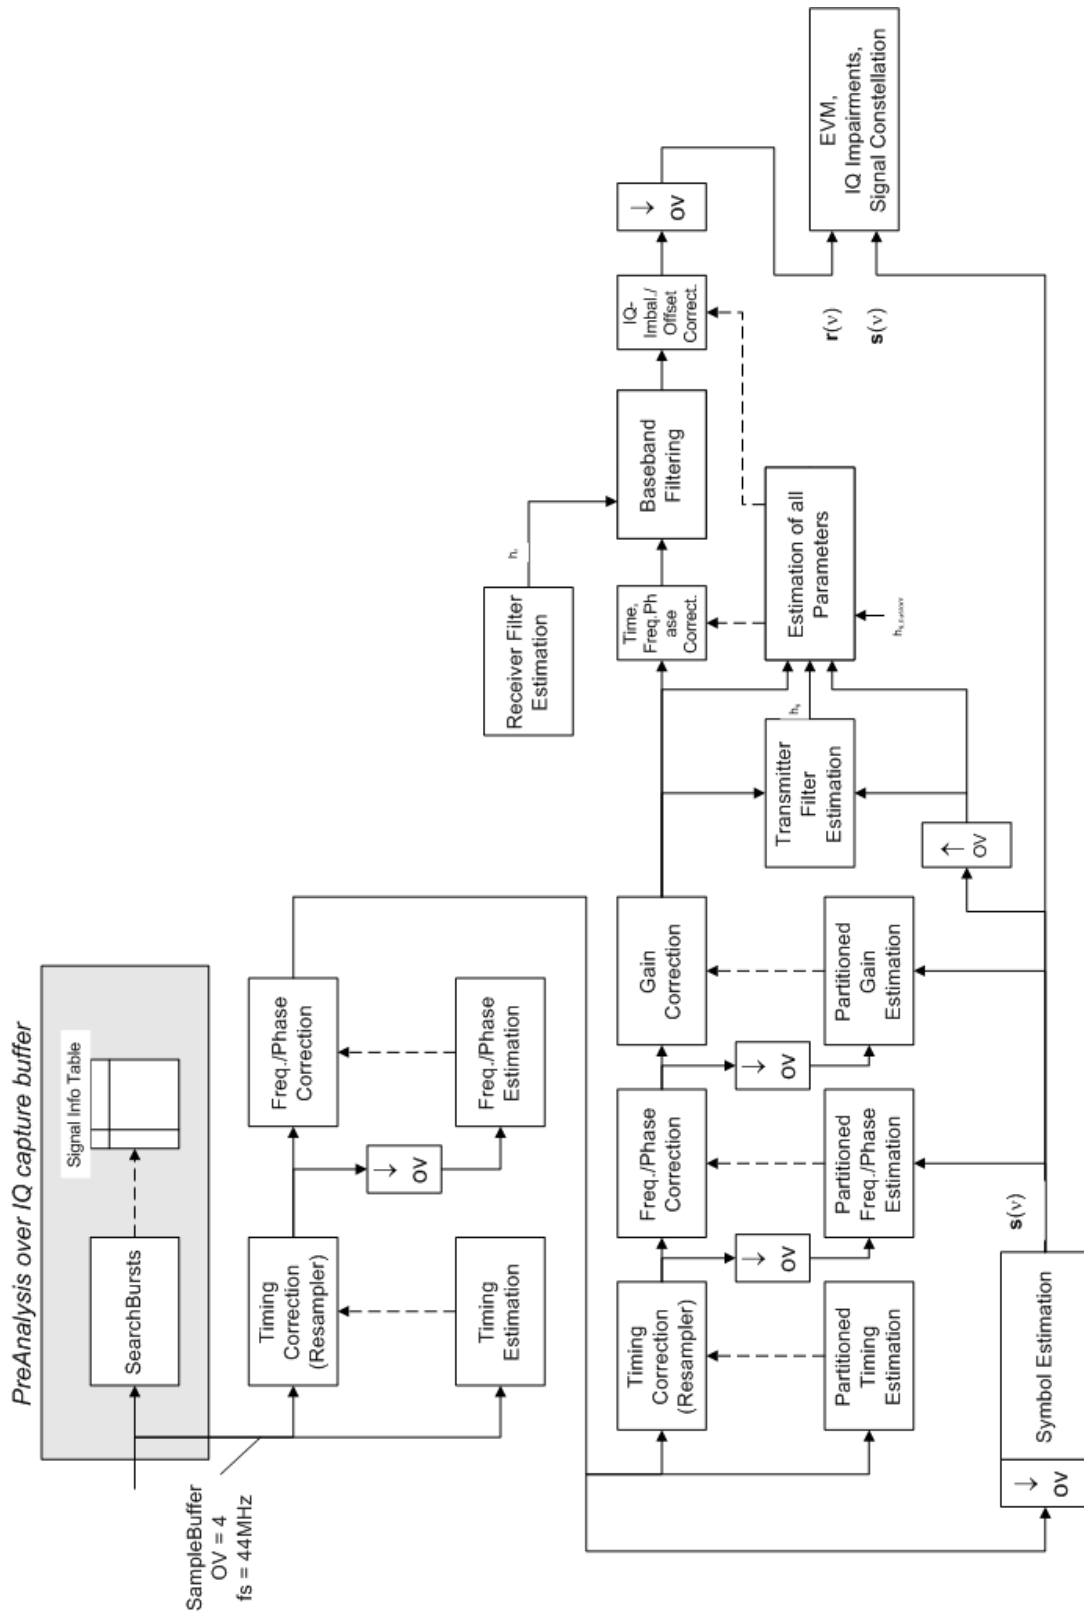 PreAnalysis over IQ capture buffer
SearchBursts
Signal Info Table
SampleBuffer
OV = 4
fs = 44MHz
Timing
Correction
(Resampler)
Freq./Phase
Correction
↓
OV
Timing
Estimation
Freq./Phase
Estimation
Receiver Filter
Estimation
Timing
Correction
(Resampler)
Freq./Phase
Correction
Gain
Correction
Time,
Freq.Ph
ase
Correct.
Baseband
Filtering
IQ-
Imbal./
Offset
Correct.
↓
OV
↓
OV
↓
OV
Partitioned
Timing
Estimation
Partitioned
Freq./Phase
Estimation
Partitioned
Gain
Estimation
Transmitter
Filter
Estimation
hs
Estimation of all
Parameters
r(ν)
s(ν)
EVM,
IQ Impairments,
Signal Constellation
↑
OV
↓
OV
Symbol Estimation
s(ν)